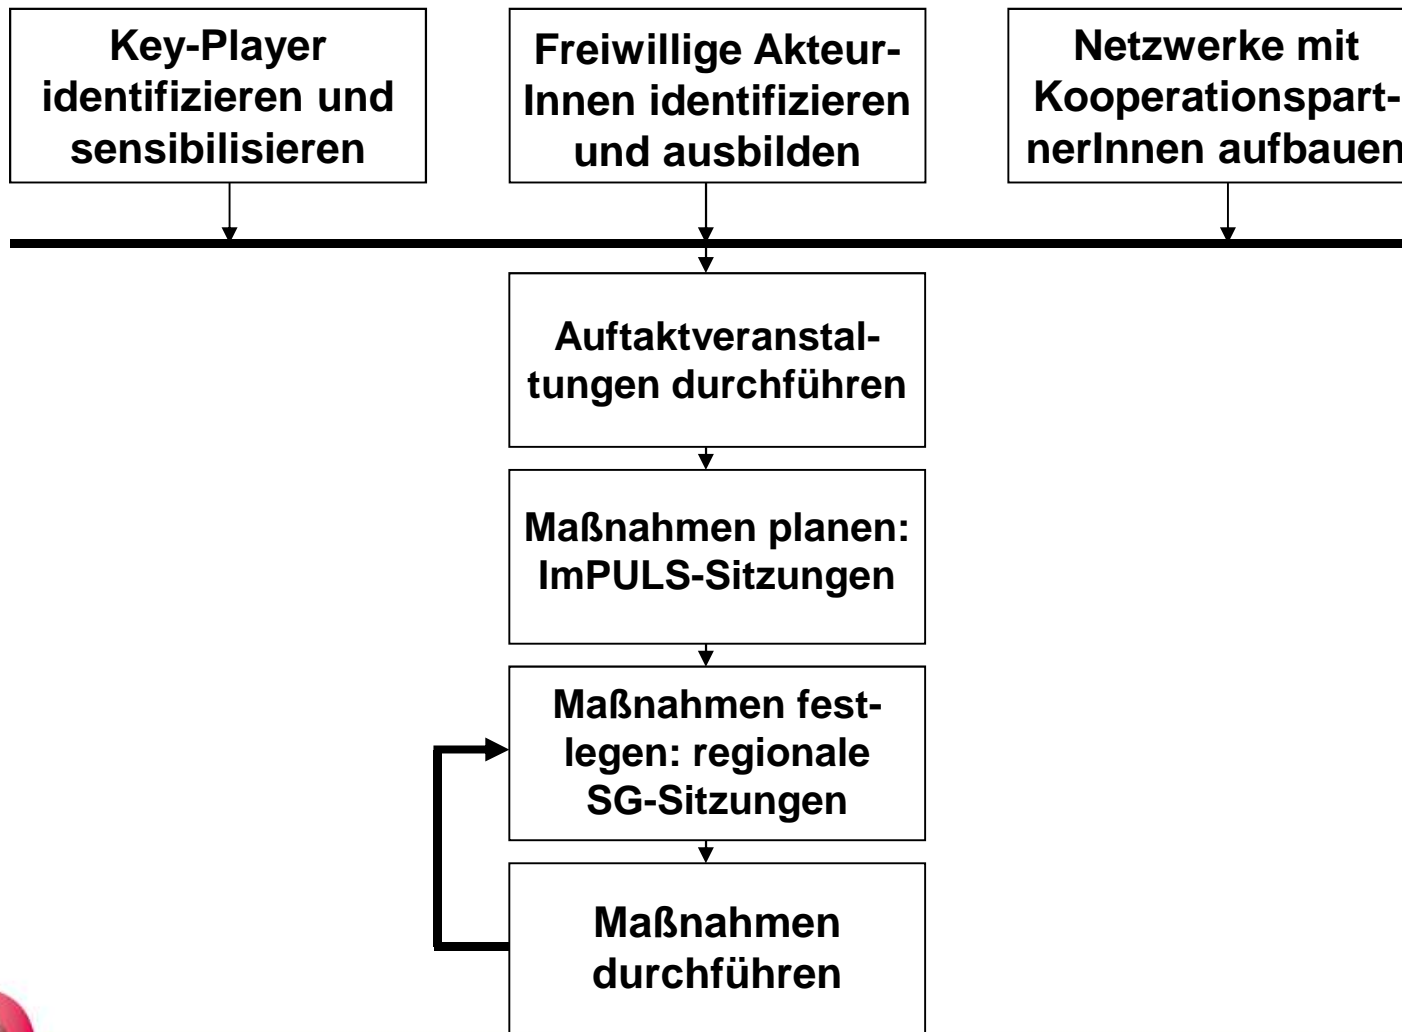 Key-Player
identifizieren und
sensibilisieren
Freiwillige Akteur-
Innen identifizieren
und ausbilden
Netzwerke mit
Kooperationspart-
nerInnen aufbauen
Auftaktveranstal-
tungen durchführen
Maßnahmen planen:
ImPULS-Sitzungen
Maßnahmen fest-
legen: regionale
SG-Sitzungen
Maßnahmen
durchführen